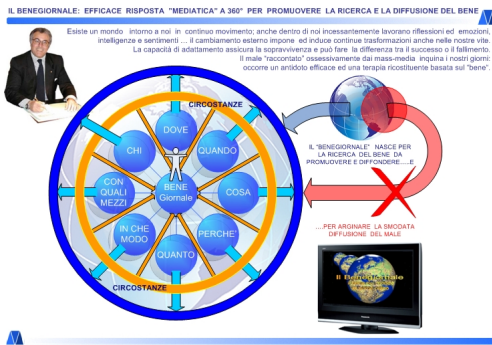 IL BENEGIORNALE: EFFICACE RISPOSTA "MEDIATICA" A 360° PER PROMUOVERE LA RICERCA E LA DIFFUSIONE DEL BENE
Esiste un mondo intorno a noi in continuo movimento; anche dentro di noi incessantemente lavorano riflessioni ed emozioni,
intelligenze e sentimenti … il cambiamento esterno impone ed induce continue trasformazioni anche nelle nostre vite.
La capacità di adattamento assicura la sopravvivenza e può fare la differenza tra il successo o il fallimento.
Il male "raccontato" ossessivamente dai mass-media inquina i nostri giorni:
occorre un antidoto efficace ed una terapia ricostituente basata sul "bene".
CIRCOSTANZE
DOVE
CHI
QUANDO
CON
QUALI
MEZZI
BENE
Giornale
COSA
IN CHE
MODO
PERCHE'
QUANTO
CIRCOSTANZE
IL "BENEGIORNALE" NASCE PER
LA RICERCA DEL BENE DA
PROMUOVERE E DIFFONDERE.....E
….PER ARGINARE LA SMODATA
DIFFUSIONE DEL MALE
Il BeneGiornale